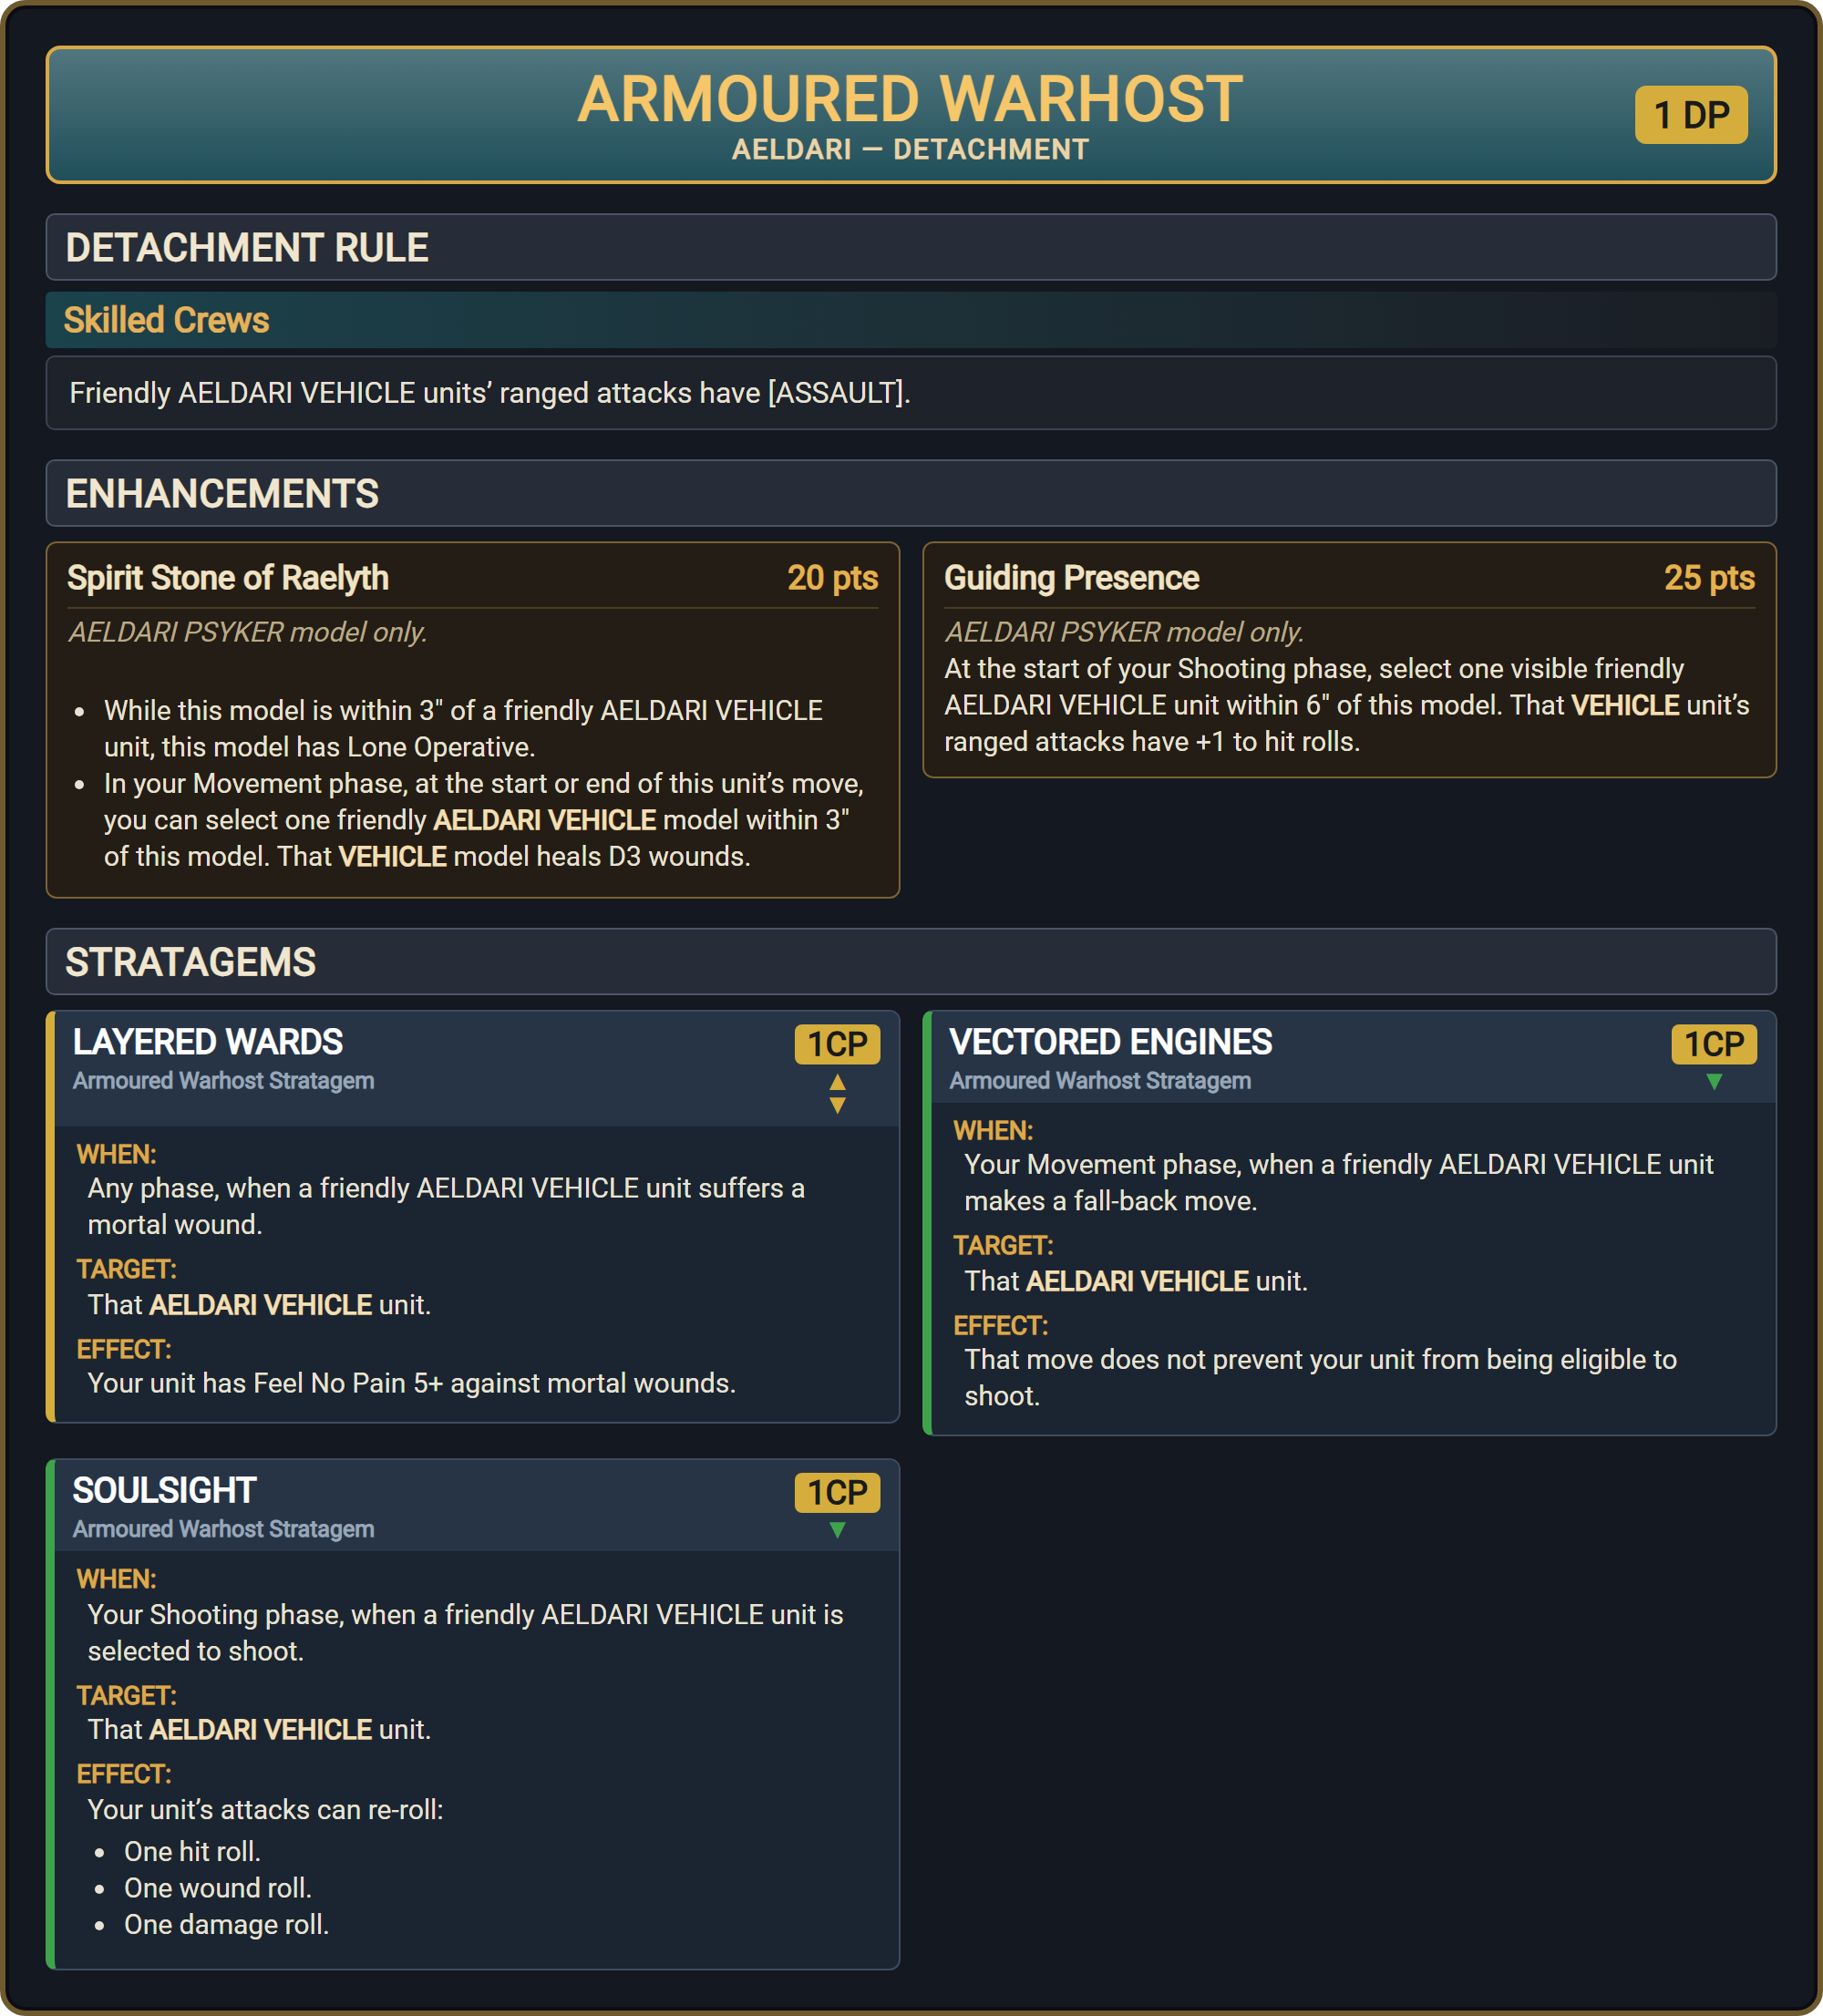 ARMOURED WARHOST
AELDARI — DETACHMENT
1 DP
DETACHMENT RULE
Skilled Crews
Friendly AELDARI VEHICLE units’ ranged attacks have [ASSAULT].
ENHANCEMENTS
Spirit Stone of Raelyth
20 pts
AELDARI PSYKER model only.
While this model is within 3" of a friendly AELDARI VEHICLE
unit, this model has Lone Operative.
In your Movement phase, at the start or end of this unit’s move,
you can select one friendly AELDARI VEHICLE model within 3"
of this model. That VEHICLE model heals D3 wounds.
Guiding Presence
25 pts
AELDARI PSYKER model only.
At the start of your Shooting phase, select one visible friendly
AELDARI VEHICLE unit within 6" of this model. That VEHICLE unit’s
ranged attacks have +1 to hit rolls.
STRATAGEMS
LAYERED WARDS
1CP
Armoured Warhost Stratagem
WHEN:
Any phase, when a friendly AELDARI VEHICLE unit suffers a
mortal wound.
TARGET:
That AELDARI VEHICLE unit.
EFFECT:
Your unit has Feel No Pain 5+ against mortal wounds.
VECTORED ENGINES
1CP
Armoured Warhost Stratagem
WHEN:
Your Movement phase, when a friendly AELDARI VEHICLE unit
makes a fall-back move.
TARGET:
That AELDARI VEHICLE unit.
EFFECT:
That move does not prevent your unit from being eligible to
shoot.
SOULSIGHT
1CP
Armoured Warhost Stratagem
WHEN:
Your Shooting phase, when a friendly AELDARI VEHICLE unit is
selected to shoot.
TARGET:
That AELDARI VEHICLE unit.
EFFECT:
Your unit’s attacks can re-roll:
One hit roll.
One wound roll.
One damage roll.